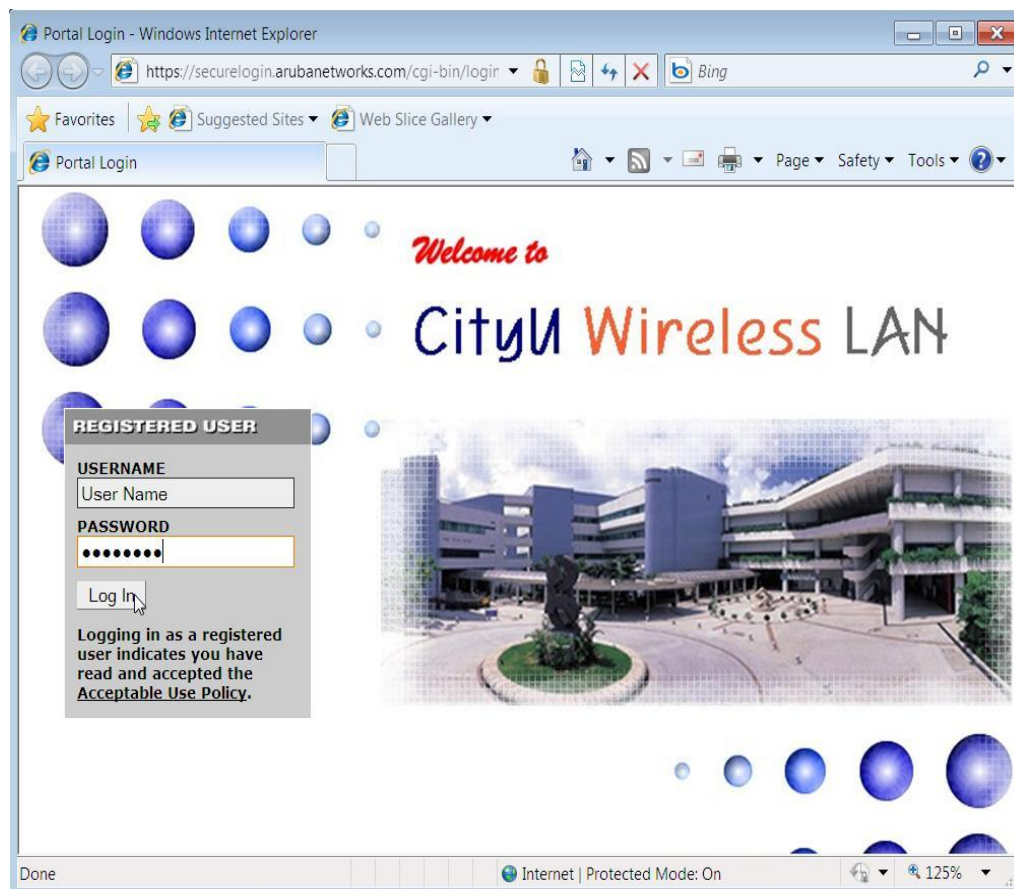 Portal Login - Windows Internet Explorer
https://securelogin.arubanetworks.com/cgi-bin/login
Bing
Favorites Suggested Sites Web Slice Gallery
Portal Login
Page Safety Tools
Welcome to
CityU Wireless LAN
REGISTERED USER
USERNAME
User Name
PASSWORD
••••••••
Log In
Logging in as a registered
user indicates you have
read and accepted the
Acceptable Use Policy.
Done
Internet | Protected Mode: On
125%